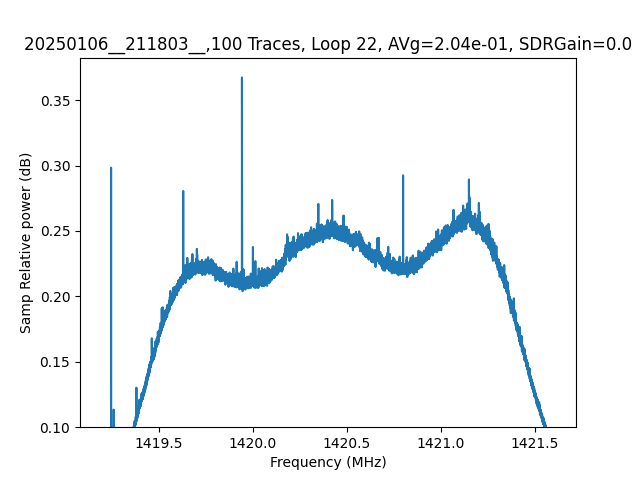 20250106__211803__,100 Traces, Loop 22, AVg=2.04e-01, SDRGain=0.0
Samp Relative power (dB)
0.35
0.30
0.25
0.20
0.15
0.10
1419.5 1420.0 1420.5 1421.0 1421.5
Frequency (MHz)